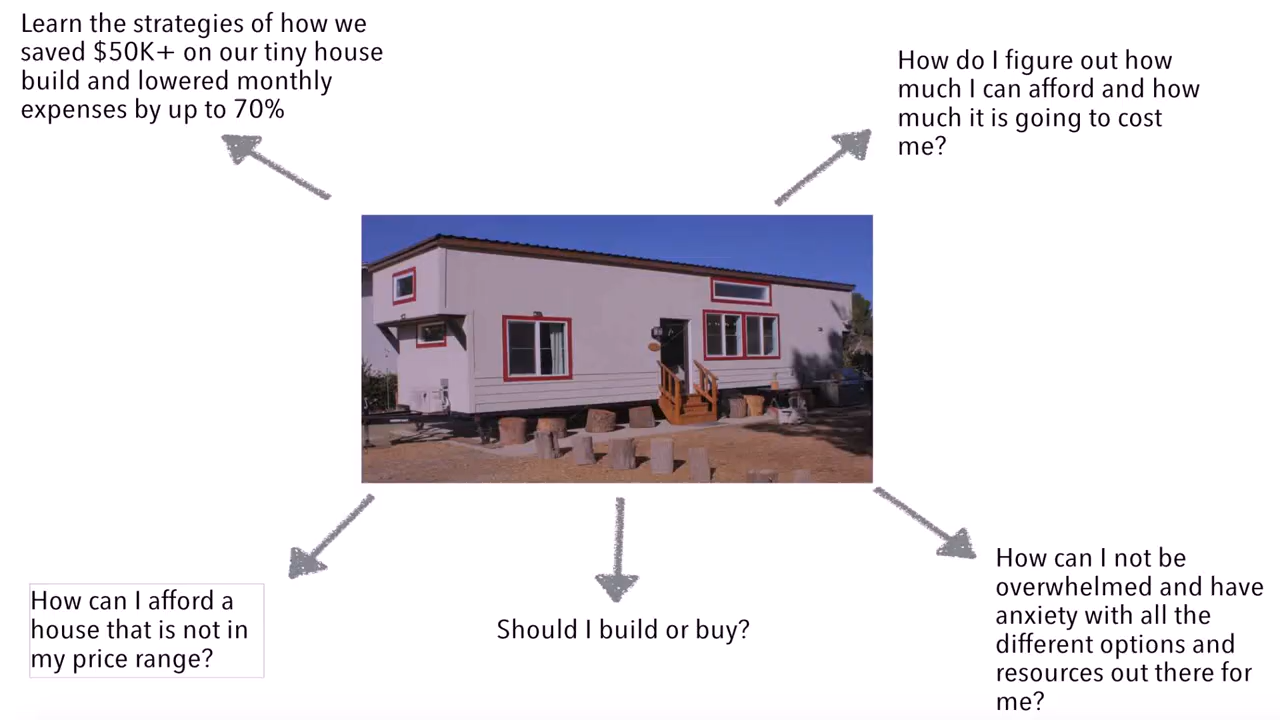 Learn the strategies of how we
saved $50K+ on our tiny house
build and lowered monthly
expenses by up to 70%
How do I figure out how
much I can afford and how
much it is going to cost
me?
How can I afford a
house that is not in
my price range?
Should I build or buy?
How can I not be
overwhelmed and have
anxiety with all the
different options and
resources out there for
me?